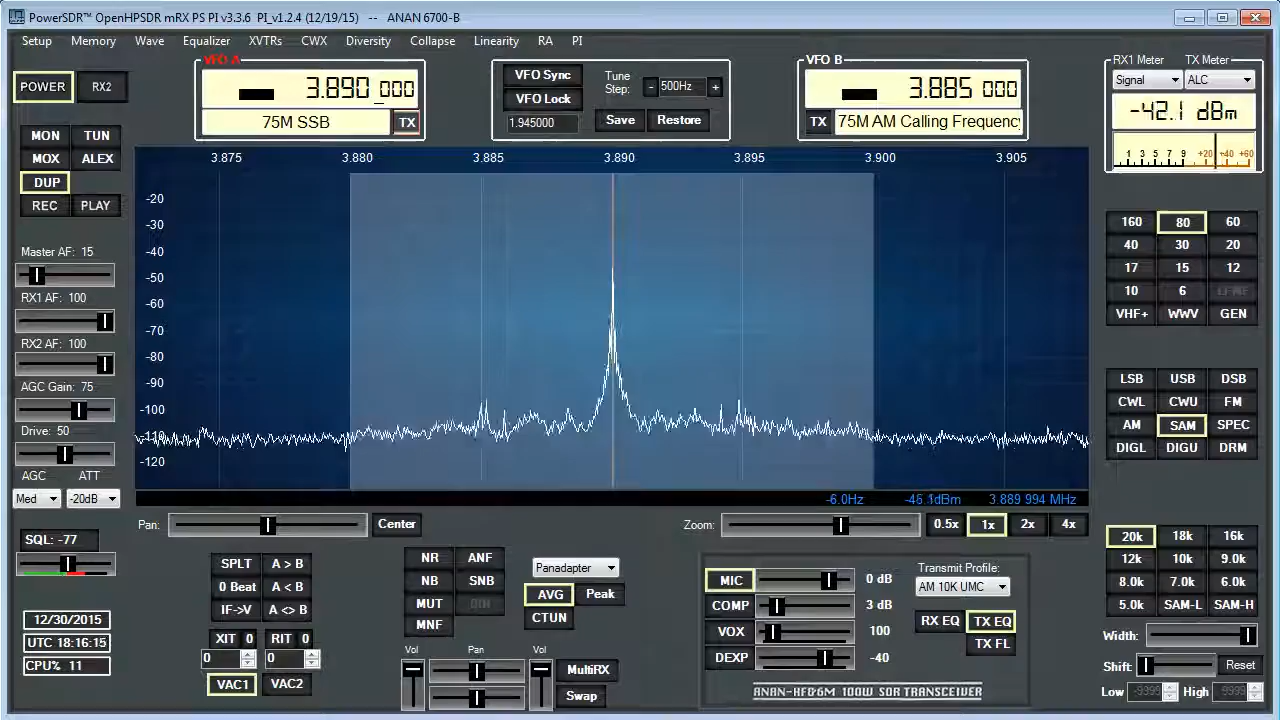 PowerSDR™ OpenHPSDR mRX PS PI v3.3.6 PI_v1.2.4 (12/19/15) -- ANAN 6700-B
Setup Memory Wave Equalizer XVTRs CWX Diversity Collapse Linearity RA PI
POWER RX2
VFO A
3.890 000
75M SSB TX
VFO Sync
VFO Lock
1.945000
Tune
Step:
- 500Hz +
Save Restore
VFO B
3.885 000
TX 75M AM Calling Frequency
RX1 Meter TX Meter
Signal ALC
-42.1 dBm
1 3 5 7 9 +20 +40 +60
MON TUN
MOX ALEX
DUP
REC PLAY
Master AF: 15
RX1 AF: 100
RX2 AF: 100
AGC Gain: 75
Drive: 50
AGC ATT
Med -20dB
SQL: -77
12/30/2015
UTC 18:16:15
CPU% 11
3.875 3.880 3.885 3.890 3.895 3.900 3.905
-20
-30
-40
-50
-60
-70
-80
-90
-100
-110
-120
-6.0Hz -45.1dBm 3.889 994 MHz
Pan: Center Zoom: 0.5x 1x 2x 4x
160 80 60
40 30 20
17 15 12
10 6
VHF+ WWV GEN
LSB USB DSB
CWL CWU FM
AM SAM SPEC
DIGL DIGU DRM
20k 18k 16k
12k 10k 9.0k
8.0k 7.0k 6.0k
5.0k SAM-L SAM-H
Width:
Shift: Reset
Low -9999 High 9999
SPLT A > B
0 Beat A < B
IF->V A <> B
XIT 0 RIT 0
0 0
VAC1 VAC2
NR ANF
NB SNB
MUT
MNF
Panadapter
AVG Peak
CTUN
Vol Pan Vol
MultiRX
Swap
MIC 0 dB
COMP 3 dB
VOX 100
DEXP -40
Transmit Profile:
AM 10K UMC
RX EQ TX EQ
TX FL
ANAN-HF&6M 100W SDR TRANSCEIVER